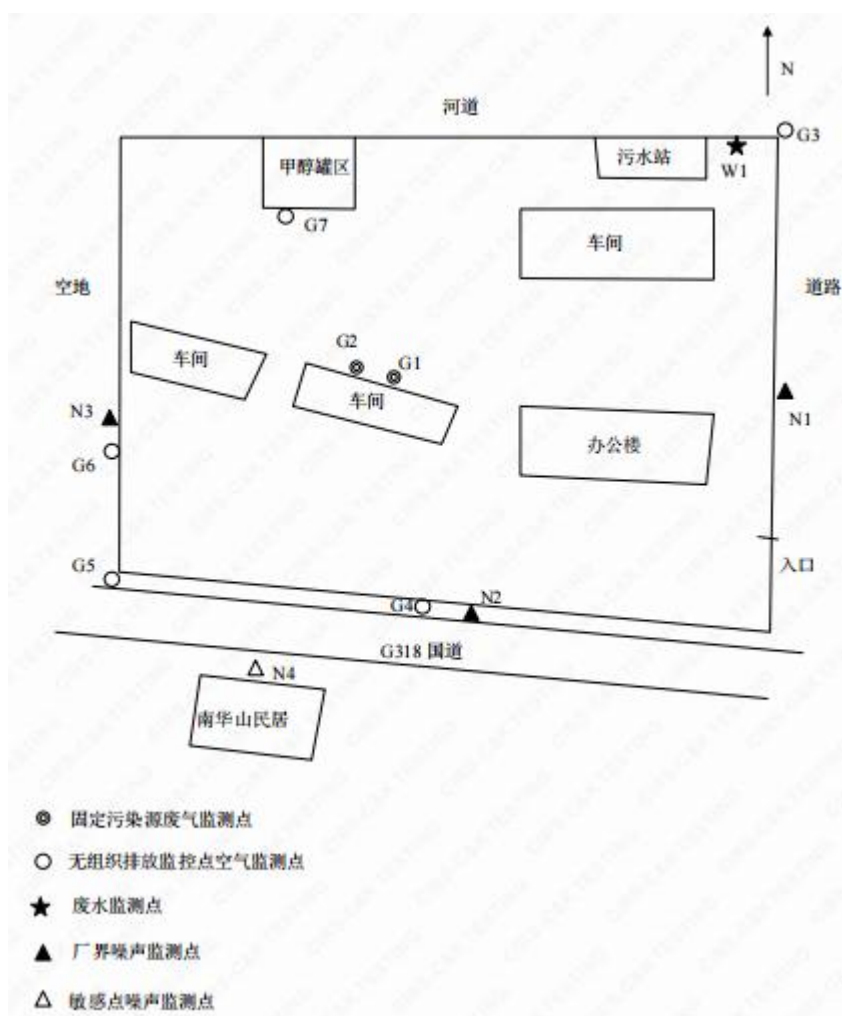 N
河道
G3
甲醇罐区
污水站
W1
G7
车间
空地
道路
G2
G1
车间
车间
N3
N1
G6
办公楼
G5
入口
G4
N2
G318 国道
N4
南华山民居
固定污染源废气监测点
无组织排放监控点空气监测点
废水监测点
厂界噪声监测点
敏感点噪声监测点